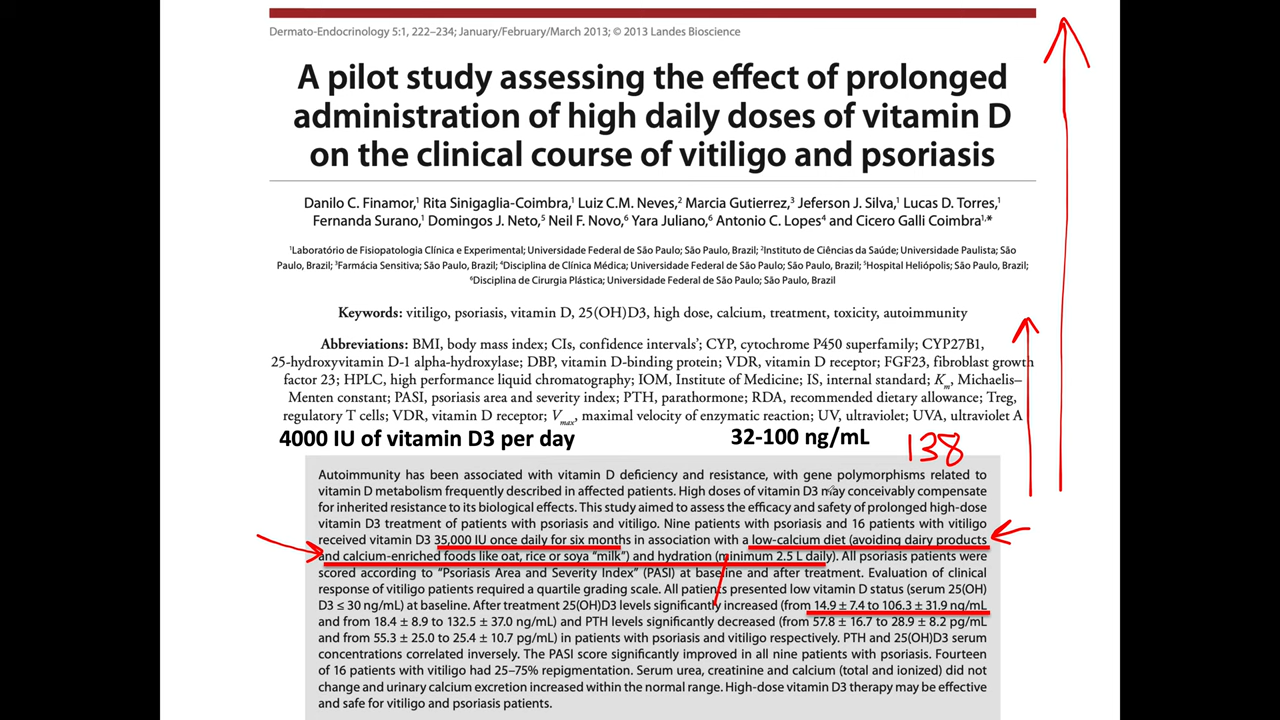 Dermato-Endocrinology 5:1, 222–234; January/February/March 2013; © 2013 Landes Bioscience
A pilot study assessing the effect of prolonged
administration of high daily doses of vitamin D
on the clinical course of vitiligo and psoriasis
Danilo C. Finamor,¹ Rita Sinigaglia-Coimbra,¹ Luiz C.M. Neves,² Marcia Gutierrez,³ Jeferson J. Silva,¹ Lucas D. Torres,¹
Fernanda Surano,¹ Domingos J. Neto,⁵ Neil F. Novo,⁶ Yara Juliano,⁶ Antonio C. Lopes⁴ and Cicero Galli Coimbra¹,*
¹Laboratório de Fisiopatologia Clínica e Experimental; Universidade Federal de São Paulo; São Paulo, Brazil; ²Instituto de Ciências da Saúde; Universidade Paulista; São
Paulo, Brazil; ³Farmácia Sensitiva; São Paulo, Brazil; ⁴Disciplina de Clínica Médica; Universidade Federal de São Paulo; São Paulo, Brazil; ⁵Hospital Heliópolis; São Paulo, Brazil;
⁶Disciplina de Cirurgia Plástica; Universidade Federal de São Paulo; São Paulo, Brazil
Keywords: vitiligo, psoriasis, vitamin D, 25(OH)D3, high dose, calcium, treatment, toxicity, autoimmunity
Abbreviations: BMI, body mass index; CIs, confidence intervals'; CYP, cytochrome P450 superfamily; CYP27B1,
25-hydroxyvitamin D-1 alpha-hydroxylase; DBP, vitamin D-binding protein; VDR, vitamin D receptor; FGF23, fibroblast growth
factor 23; HPLC, high performance liquid chromatography; IOM, Institute of Medicine; IS, internal standard; Km, Michaelis–
Menten constant; PASI, psoriasis area and severity index; PTH, parathormone; RDA, recommended dietary allowance; Treg,
regulatory T cells; VDR, vitamin D receptor; Vmax, maximal velocity of enzymatic reaction; UV, ultraviolet; UVA, ultraviolet A
4000 IU of vitamin D3 per day 32-100 ng/mL 138
Autoimmunity has been associated with vitamin D deficiency and resistance, with gene polymorphisms related to
vitamin D metabolism frequently described in affected patients. High doses of vitamin D3 may conceivably compensate
for inherited resistance to its biological effects. This study aimed to assess the efficacy and safety of prolonged high-dose
vitamin D3 treatment of patients with psoriasis and vitiligo. Nine patients with psoriasis and 16 patients with vitiligo
received vitamin D3 35,000 IU once daily for six months in association with a low-calcium diet (avoiding dairy products
and calcium-enriched foods like oat, rice or soya “milk”) and hydration (minimum 2.5 L daily). All psoriasis patients were
scored according to “Psoriasis Area and Severity Index” (PASI) at baseline and after treatment. Evaluation of clinical
response of vitiligo patients required a quartile grading scale. All patients presented low vitamin D status (serum 25(OH)
D3 ≤ 30 ng/mL) at baseline. After treatment 25(OH)D3 levels significantly increased (from 14.9 ± 7.4 to 106.3 ± 31.9 ng/mL
and from 18.4 ± 8.9 to 132.5 ± 37.0 ng/mL) and PTH levels significantly decreased (from 57.8 ± 16.7 to 28.9 ± 8.2 pg/mL
and from 55.3 ± 25.0 to 25.4 ± 10.7 pg/mL) in patients with psoriasis and vitiligo respectively. PTH and 25(OH)D3 serum
concentrations correlated inversely. The PASI score significantly improved in all nine patients with psoriasis. Fourteen
of 16 patients with vitiligo had 25–75% repigmentation. Serum urea, creatinine and calcium (total and ionized) did not
change and urinary calcium excretion increased within the normal range. High-dose vitamin D3 therapy may be effective
and safe for vitiligo and psoriasis patients.